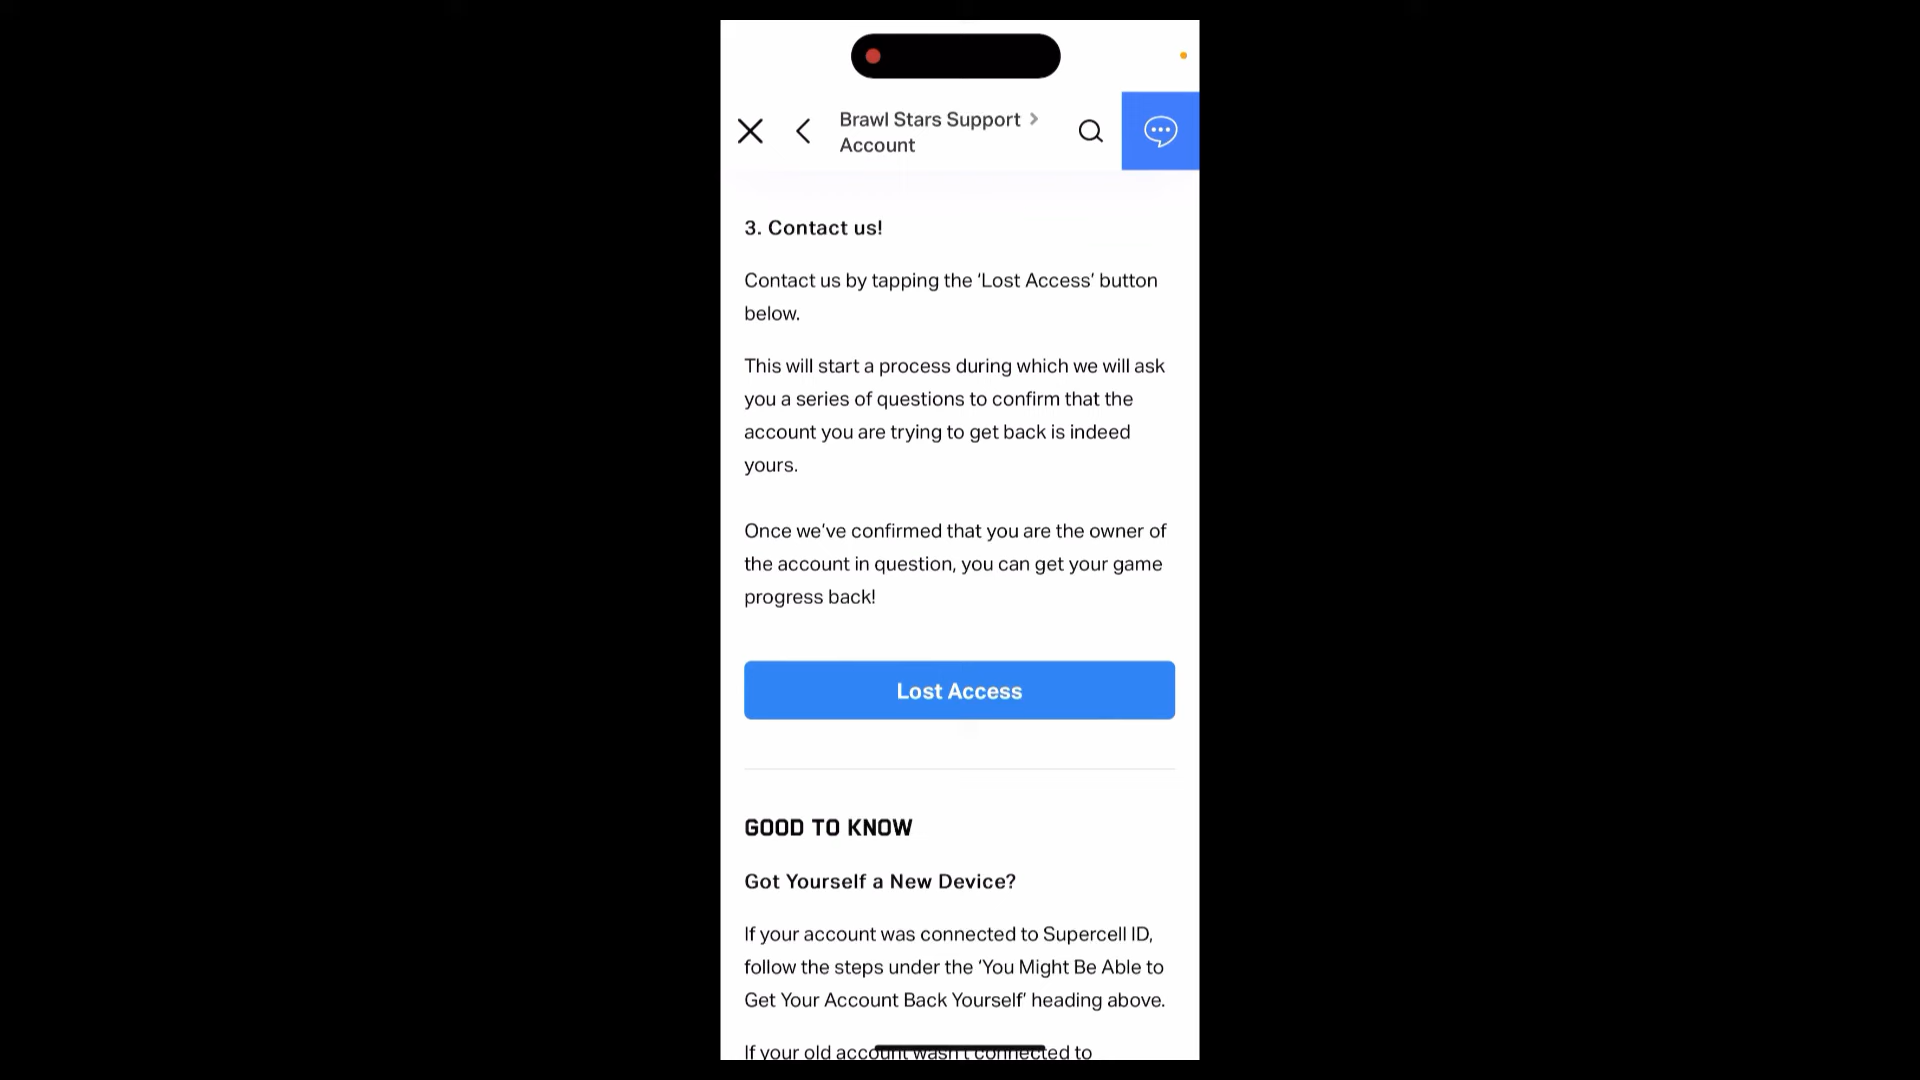 Brawl Stars Support >
Account
3. Contact us!
Contact us by tapping the ‘Lost Access’ button
below.
This will start a process during which we will ask
you a series of questions to confirm that the
account you are trying to get back is indeed
yours.
Once we’ve confirmed that you are the owner of
the account in question, you can get your game
progress back!
Lost Access
GOOD TO KNOW
Got Yourself a New Device?
If your account was connected to Supercell ID,
follow the steps under the ‘You Might Be Able to
Get Your Account Back Yourself’ heading above.
If your old account wasn’t connected to